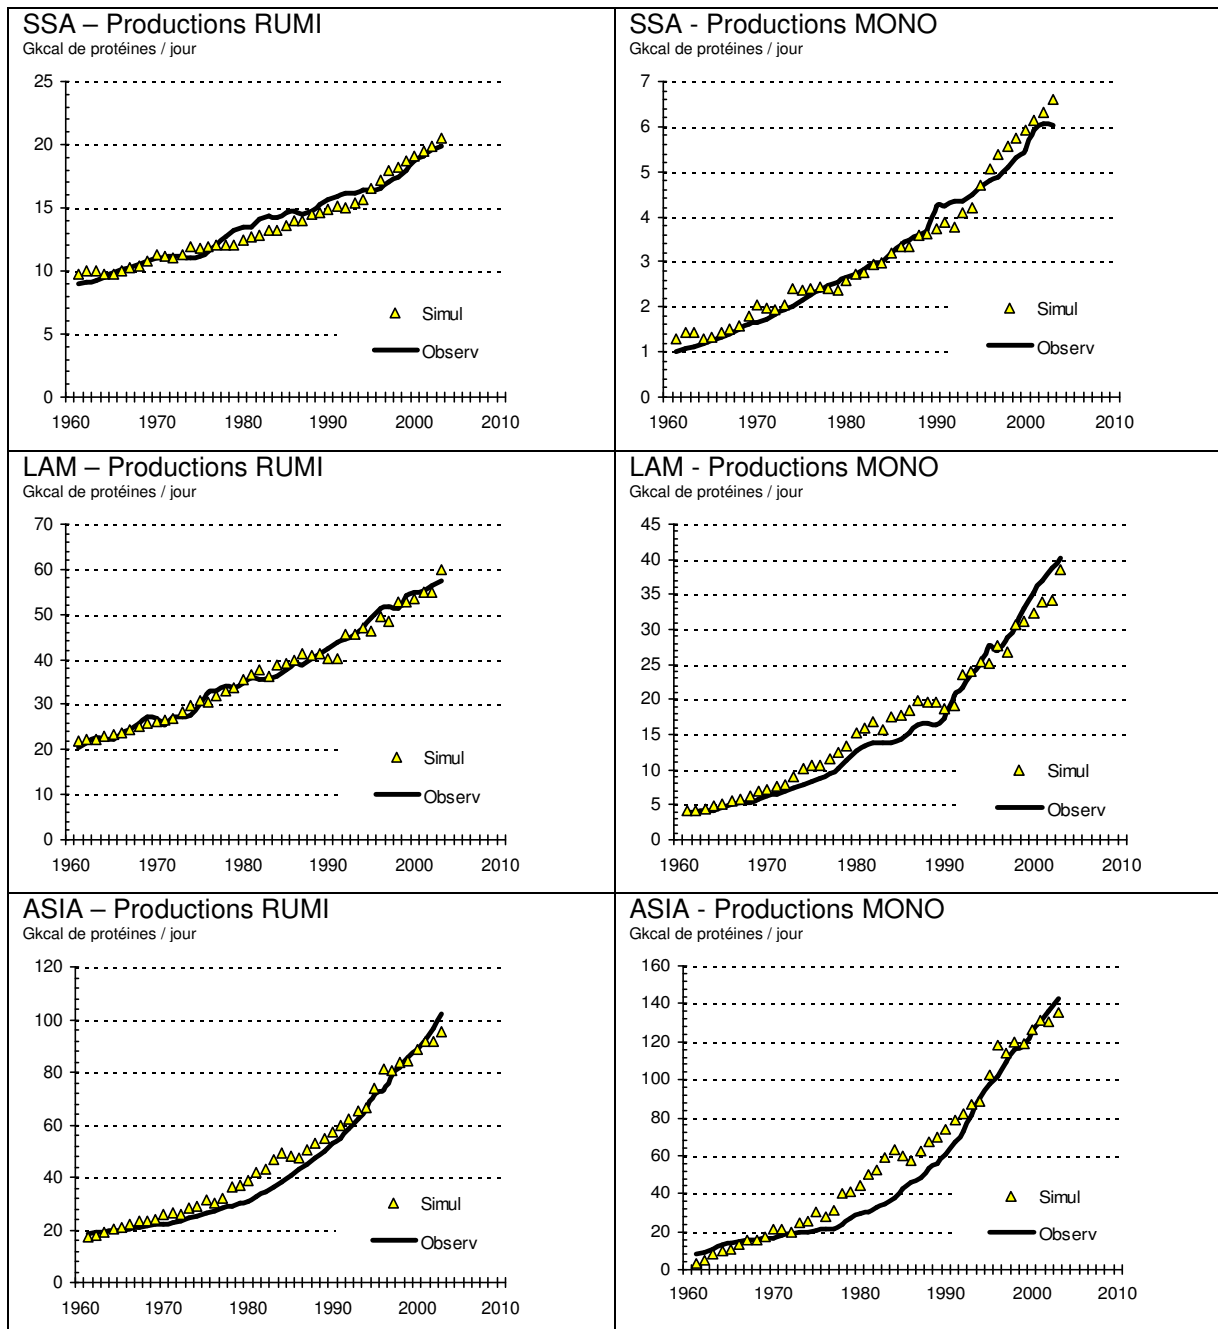 SSA – Productions RUMI
Gkcal de protéines / jour
25
20
15
10
5
0
1960 1970 1980 1990 2000 2010
Simul
Observ
SSA - Productions MONO
Gkcal de protéines / jour
7
6
5
4
3
2
1
0
1960 1970 1980 1990 2000 2010
Simul
Observ
LAM – Productions RUMI
Gkcal de protéines / jour
70
60
50
40
30
20
10
0
1960 1970 1980 1990 2000 2010
Simul
Observ
LAM - Productions MONO
Gkcal de protéines / jour
45
40
35
30
25
20
15
10
5
0
1960 1970 1980 1990 2000 2010
Simul
Observ
ASIA – Productions RUMI
Gkcal de protéines / jour
120
100
80
60
40
20
0
1960 1970 1980 1990 2000 2010
Simul
Observ
ASIA - Productions MONO
Gkcal de protéines / jour
160
140
120
100
80
60
40
20
0
1960 1970 1980 1990 2000 2010
Simul
Observ